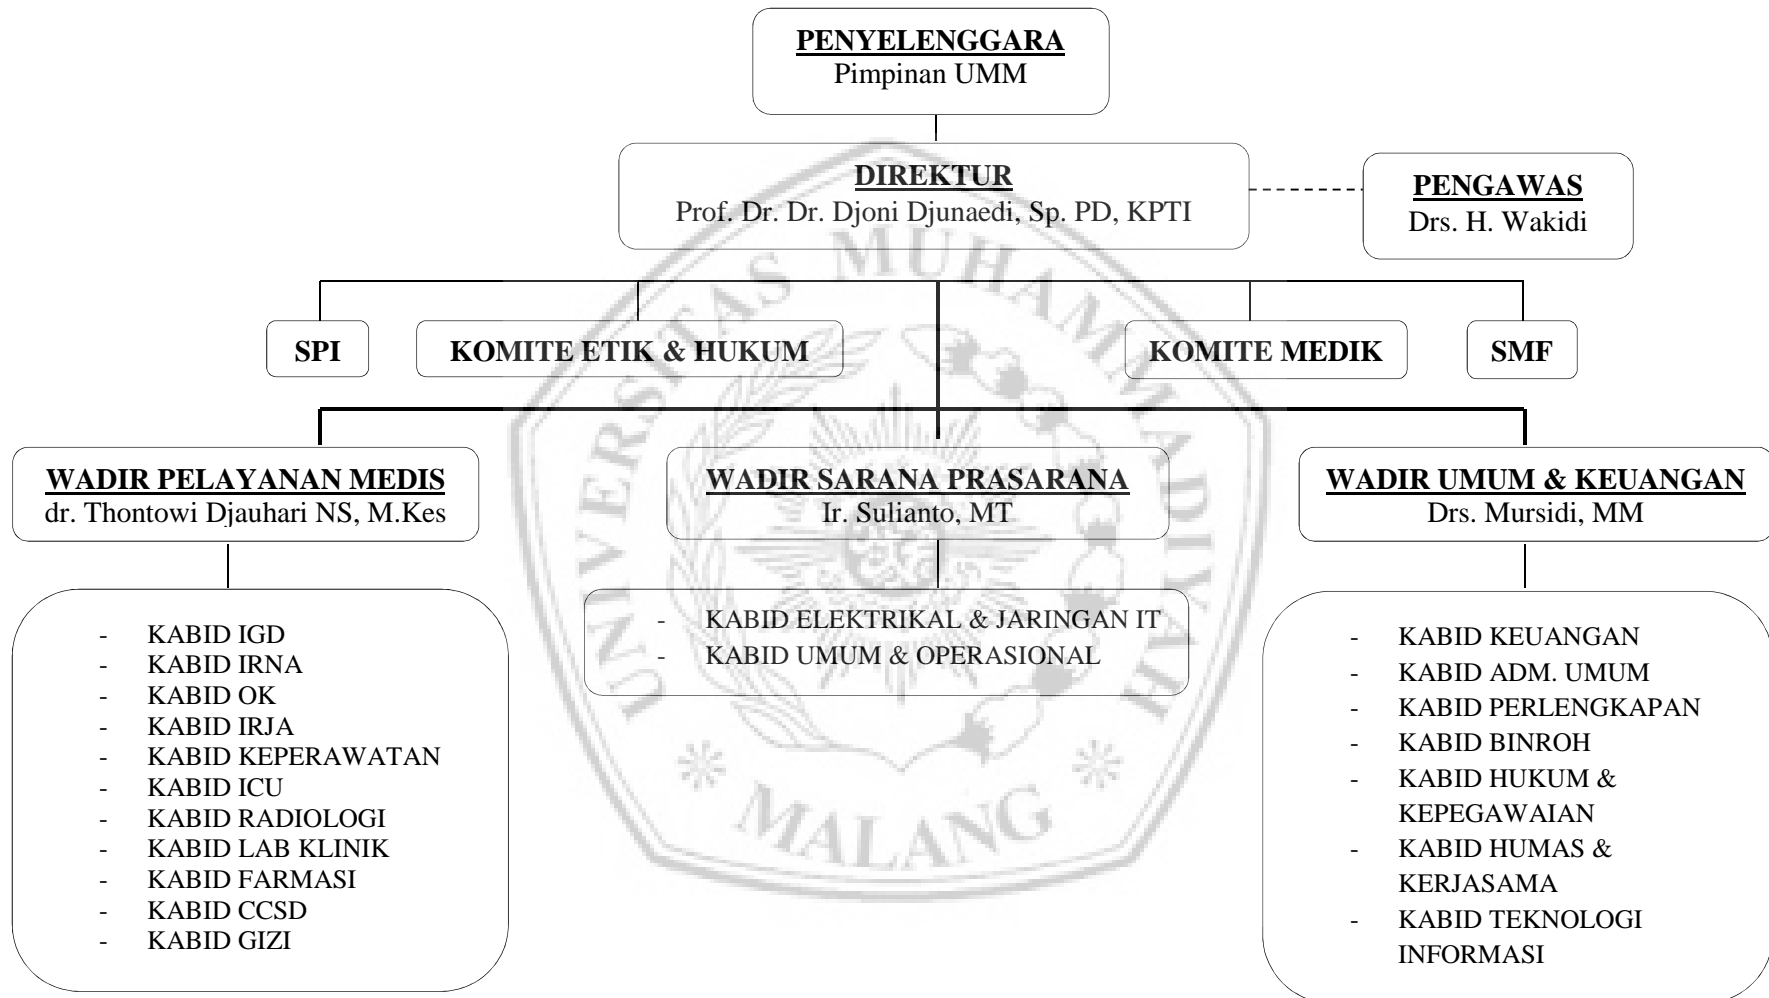 PENYELENGGARA
Pimpinan UMM
DIREKTUR
Prof. Dr. Dr. Djoni Djunaedi, Sp. PD, KPTI
PENGAWAS
Drs. H. Wakidi
SPI
KOMITE ETIK & HUKUM
KOMITE MEDIK
SMF
WADIR PELAYANAN MEDIS
dr. Thontowi Djauhari NS, M.Kes
WADIR SARANA PRASARANA
Ir. Sulianto, MT
WADIR UMUM & KEUANGAN
Drs. Mursidi, MM
- KABID IGD
- KABID IRNA
- KABID OK
- KABID IRJA
- KABID KEPERAWATAN
- KABID ICU
- KABID RADIOLOGI
- KABID LAB KLINIK
- KABID FARMASI
- KABID CCSD
- KABID GIZI
- KABID ELEKTRIKAL & JARINGAN IT
- KABID UMUM & OPERASIONAL
- KABID KEUANGAN
- KABID ADM. UMUM
- KABID PERLENGKAPAN
- KABID BINROH
- KABID HUKUM &
KEPEGAWAIAN
- KABID HUMAS &
KERJASAMA
- KABID TEKNOLOGI
INFORMASI
UNIVERSITAS MUHAMMADIYAH
MALANG